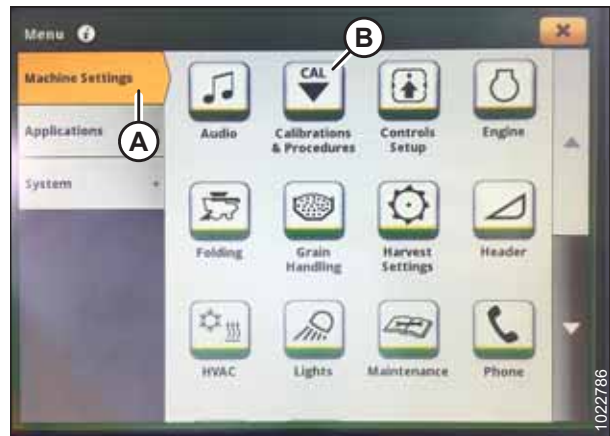 Menu i
B
Machine Settings
A
Applications
System
CAL
Audio
Calibrations
& Procedures
Controls
Setup
Engine
Folding
Grain
Handling
Harvest
Settings
Header
HVAC
Lights
Maintenance
Phone
1022786